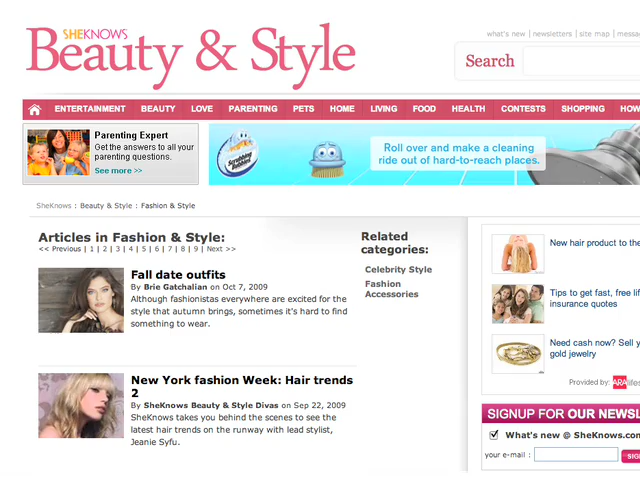 SHEKNOWS
Beauty & Style
what's new | newsletters | site map |
Search
ENTERTAINMENT BEAUTY LOVE PARENTING PETS HOME LIVING FOOD HEALTH CONTESTS SHOPPING HOW
Parenting Expert
Get the answers to all your
parenting questions.
See more >>
Scrubbing
Bubbles
Roll over and make a cleaning
ride out of hard-to-reach places.
SheKnows : Beauty & Style : Fashion & Style
Articles in Fashion & Style:
<< Previous | 1 | 2 | 3 | 4 | 5 | 6 | 7 | 8 | 9 | Next >>
Fall date outfits
By Brie Gatchalian on Oct 7, 2009
Although fashionistas everywhere are excited for the
style that autumn brings, sometimes it's hard to find
something to wear.
New York fashion Week: Hair trends
2
By SheKnows Beauty & Style Divas on Sep 22, 2009
SheKnows takes you behind the scenes to see the
latest hair trends on the runway with lead stylist,
Jeanie Syfu.
Related
categories:
Celebrity Style
Fashion
Accessories
New hair product to the
Tips to get fast, free
insurance quotes
Need cash now? Sell
gold jewelry
Provided by: ARA
SIGNUP FOR OUR NEWSL
What's new @ SheKnows.com
your e-mail :
SIG